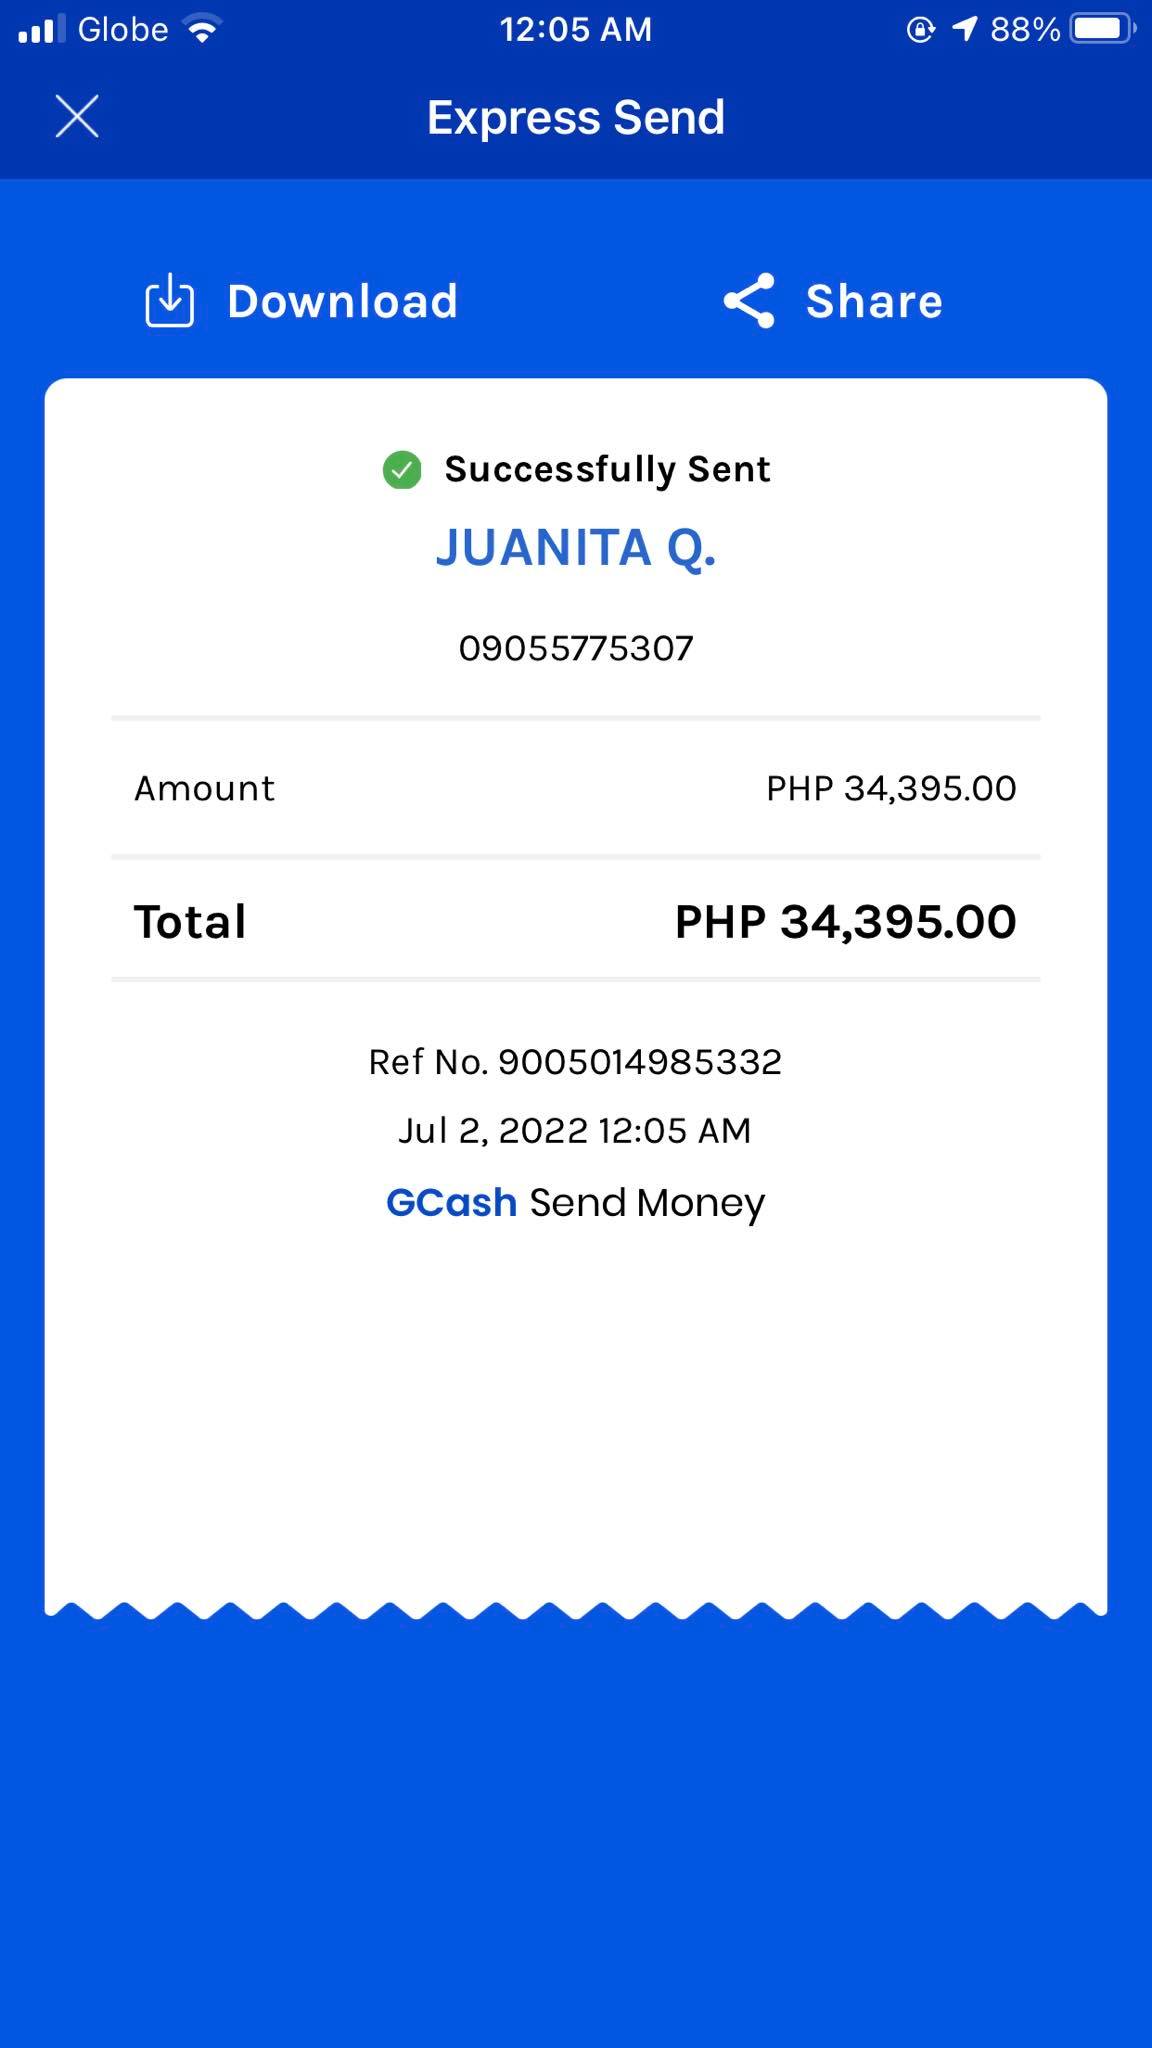 Globe 12:05 AM 88%
Express Send
Download Share
Successfully Sent
JUANITA Q.
09055775307
Amount PHP 34,395.00
Total PHP 34,395.00
Ref No. 9005014985332
Jul 2, 2022 12:05 AM
GCash Send Money